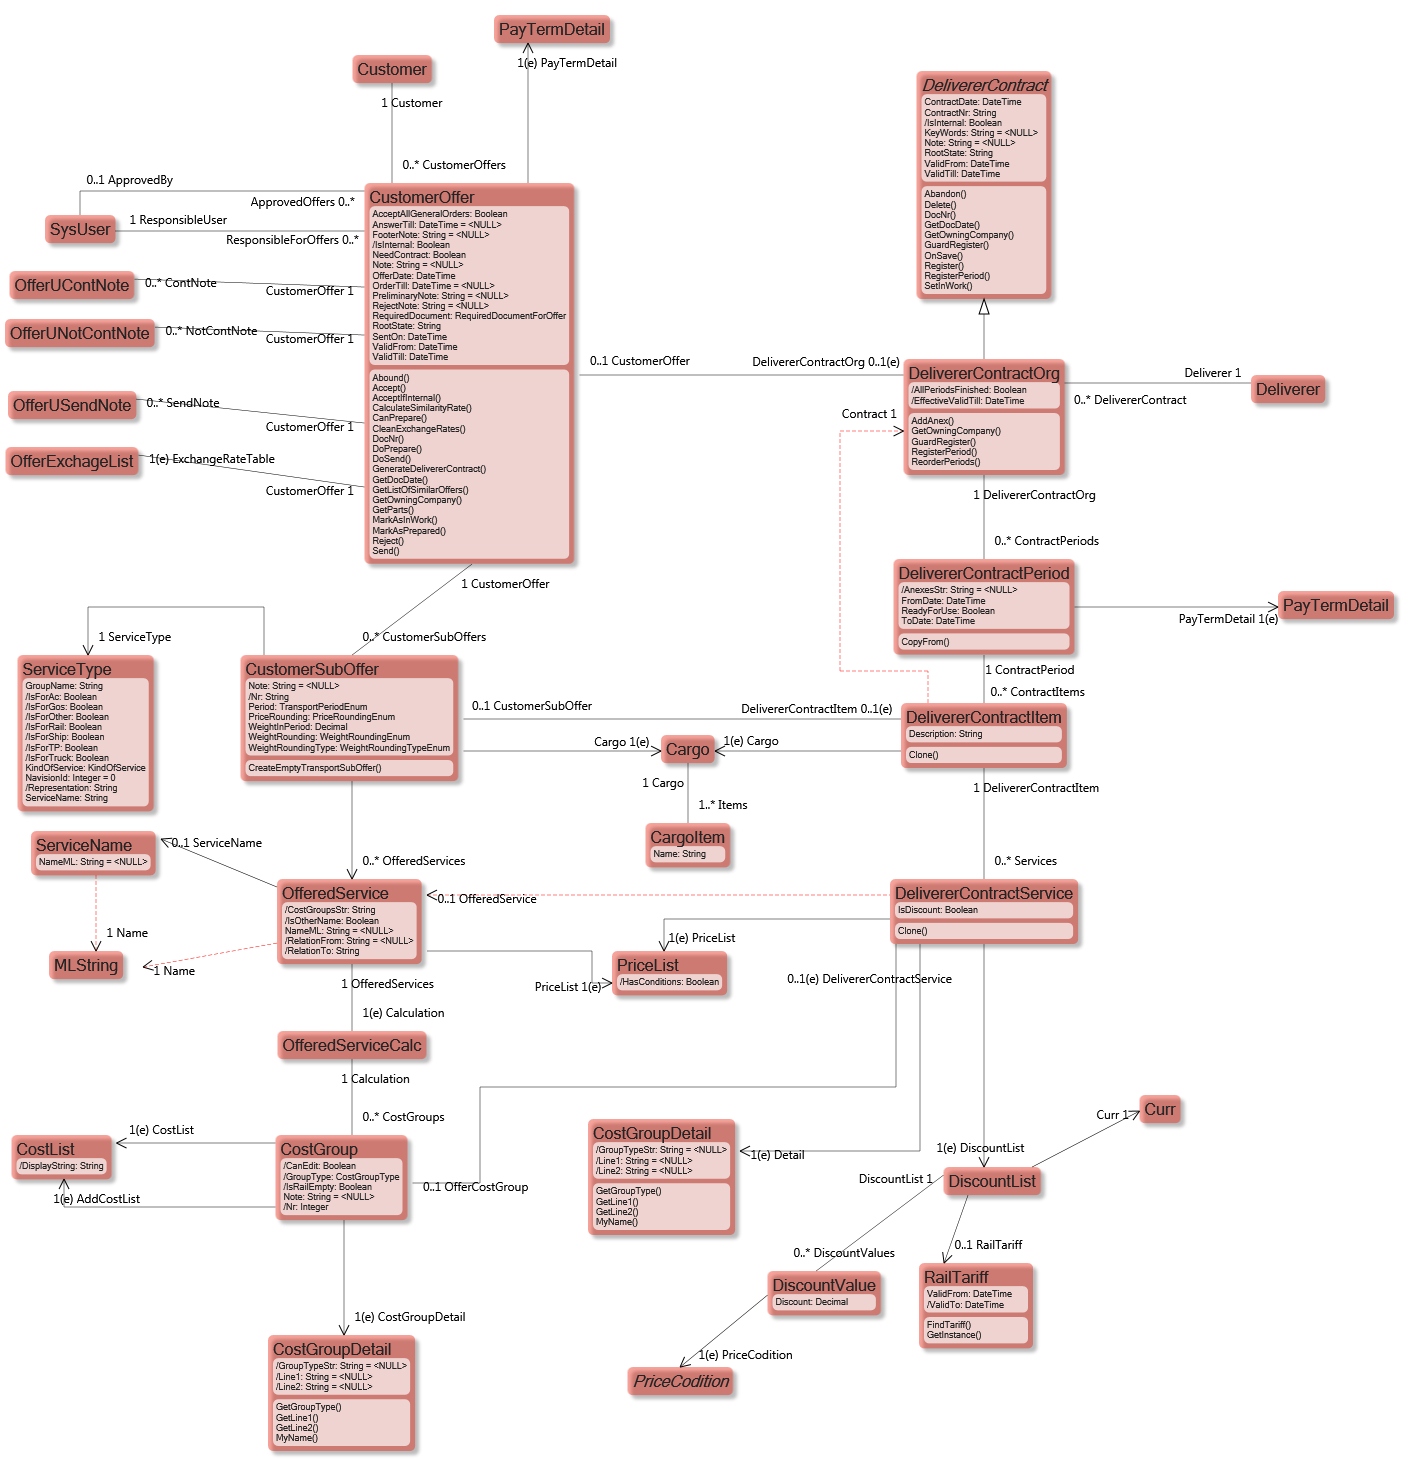 PayTermDetail
1(e) PayTermDetail
Customer
1 Customer
0..* CustomerOffers
DelivererContract
ContractDate: DateTime
ContractNr: String
/IsInternal: Boolean
KeyWords: String = <NULL>
Note: String = <NULL>
RootState: String
ValidFrom: DateTime
ValidTill: DateTime
Abandon()
Delete()
DocNr()
GetDocDate()
GetOwningCompany()
GuardRegister()
OnSave()
Register()
RegisterPeriod()
SetInWork()
0..1 ApprovedBy
ApprovedOffers 0..*
SysUser
1 ResponsibleUser
ResponsibleForOffers 0..*
OfferUContNote
0..* ContNote
CustomerOffer 1
OfferUNotContNote
0..* NotContNote
CustomerOffer 1
OfferUSendNote
0..* SendNote
CustomerOffer 1
OfferExchageList
1(e) ExchangeRateTable
CustomerOffer 1
CustomerOffer
AcceptAllGeneralOrders: Boolean
AnswerTill: DateTime = <NULL>
FooterNote: String = <NULL>
/IsInternal: Boolean
NeedContract: Boolean
Note: String = <NULL>
OfferDate: DateTime
OrderTill: DateTime = <NULL>
PreliminaryNote: String = <NULL>
RejectNote: String = <NULL>
RequiredDocument: RequiredDocumentForOffer
RootState: String
SentOn: DateTime
ValidFrom: DateTime
ValidTill: DateTime
Abound()
Accept()
AcceptIfInternal()
CalculateSimilarityRate()
CanPrepare()
CleanExchangeRates()
DocNr()
DoPrepare()
DoSend()
GenerateDelivererContract()
GetDocDate()
GetListOfSimilarOffers()
GetOwningCompany()
GetParts()
MarkAsInWork()
MarkAsPrepared()
Reject()
Send()
0..1 CustomerOffer
DelivererContractOrg 0..1(e)
DelivererContractOrg
/AllPeriodsFinished: Boolean
/EffectiveValidTill: DateTime
AddAnex()
GetOwningCompany()
GuardRegister()
RegisterPeriod()
ReorderPeriods()
Deliverer 1
0..* DelivererContract
Deliverer
Contract 1
1 DelivererContractOrg
0..* ContractPeriods
DelivererContractPeriod
/AnexesStr: String = <NULL>
FromDate: DateTime
ReadyForUse: Boolean
ToDate: DateTime
CopyFrom()
PayTermDetail 1(e)
PayTermDetail
1 ContractPeriod
0..* ContractItems
1 CustomerOffer
0..* CustomerSubOffers
1 ServiceType
ServiceType
GroupName: String
/IsForAc: Boolean
/IsForGos: Boolean
/IsForOther: Boolean
/IsForRail: Boolean
/IsForShip: Boolean
/IsForTP: Boolean
/IsForTruck: Boolean
KindOfService: KindOfService
NavisionId: Integer = 0
/Representation: String
ServiceName: String
CustomerSubOffer
Note: String = <NULL>
/Nr: String
Period: TransportPeriodEnum
PriceRounding: PriceRoundingEnum
WeightInPeriod: Decimal
WeightRounding: WeightRoundingEnum
WeightRoundingType: WeightRoundingTypeEnum
CreateEmptyTransportSubOffer()
0..1 CustomerSubOffer
DelivererContractItem 0..1(e)
DelivererContractItem
Description: String
Clone()
Cargo 1(e)
Cargo
1(e) Cargo
1 Cargo
1..* Items
CargoItem
Name: String
1 DelivererContractItem
0..* Services
ServiceName
NameML: String = <NULL>
0..1 ServiceName
0..* OfferedServices
OfferedService
/CostGroupsStr: String
/IsOtherName: Boolean
NameML: String = <NULL>
/RelationFrom: String = <NULL>
/RelationTo: String
0..1 OfferedService
DelivererContractService
IsDiscount: Boolean
Clone()
1 Name
MLString
1 Name
1(e) PriceList
PriceList
/HasConditions: Boolean
PriceList 1(e)
0..1(e) DelivererContractService
1 OfferedServices
1(e) Calculation
OfferedServiceCalc
1 Calculation
0..* CostGroups
CostList
/DisplayString: String
1(e) CostList
1(e) AddCostList
CostGroup
/CanEdit: Boolean
/GroupType: CostGroupType
/IsRailEmpty: Boolean
Note: String = <NULL>
/Nr: Integer
0..1 OfferCostGroup
CostGroupDetail
/GroupTypeStr: String = <NULL>
/Line1: String = <NULL>
/Line2: String = <NULL>
GetGroupType()
GetLine1()
GetLine2()
MyName()
1(e) Detail
Curr 1
Curr
1(e) DiscountList
DiscountList 1
DiscountList
0..* DiscountValues
0..1 RailTariff
DiscountValue
Discount: Decimal
RailTariff
ValidFrom: DateTime
/ValidTo: DateTime
FindTariff()
GetInstance()
1(e) PriceCodition
PriceCodition
1(e) CostGroupDetail
CostGroupDetail
/GroupTypeStr: String = <NULL>
/Line1: String = <NULL>
/Line2: String = <NULL>
GetGroupType()
GetLine1()
GetLine2()
MyName()